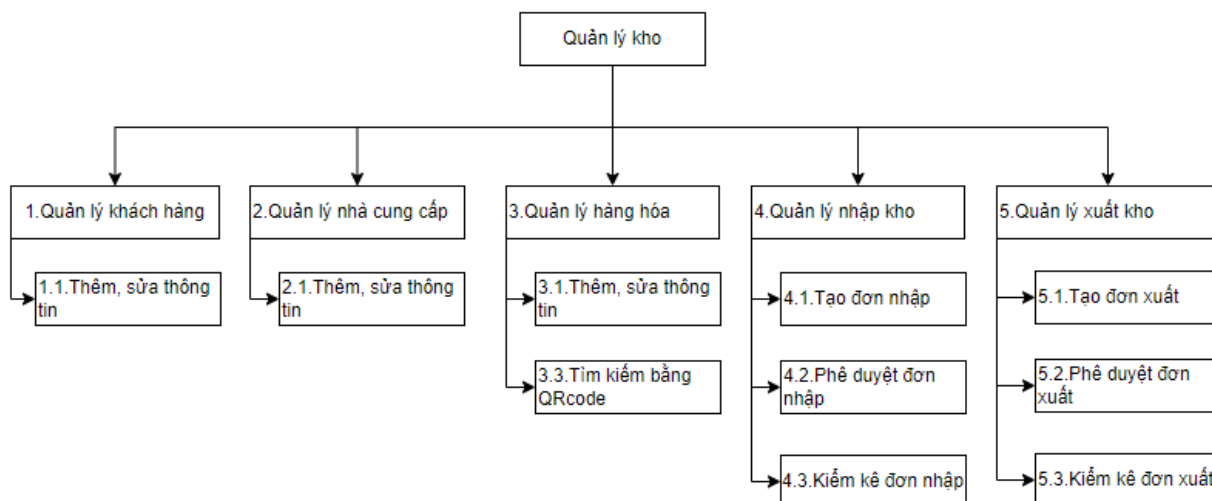 Quản lý kho
1.Quản lý khách hàng
2.Quản lý nhà cung cấp
3.Quản lý hàng hóa
4.Quản lý nhập kho
5.Quản lý xuất kho
1.1.Thêm, sửa thông
tin
2.1.Thêm, sửa thông
tin
3.1.Thêm, sửa thông
tin
4.1.Tạo đơn nhập
5.1.Tạo đơn xuất
3.3.Tìm kiếm bằng
QRcode
4.2.Phê duyệt đơn
nhập
5.2.Phê duyệt đơn
xuất
4.3.Kiểm kê đơn nhập
5.3.Kiểm kê đơn xuất